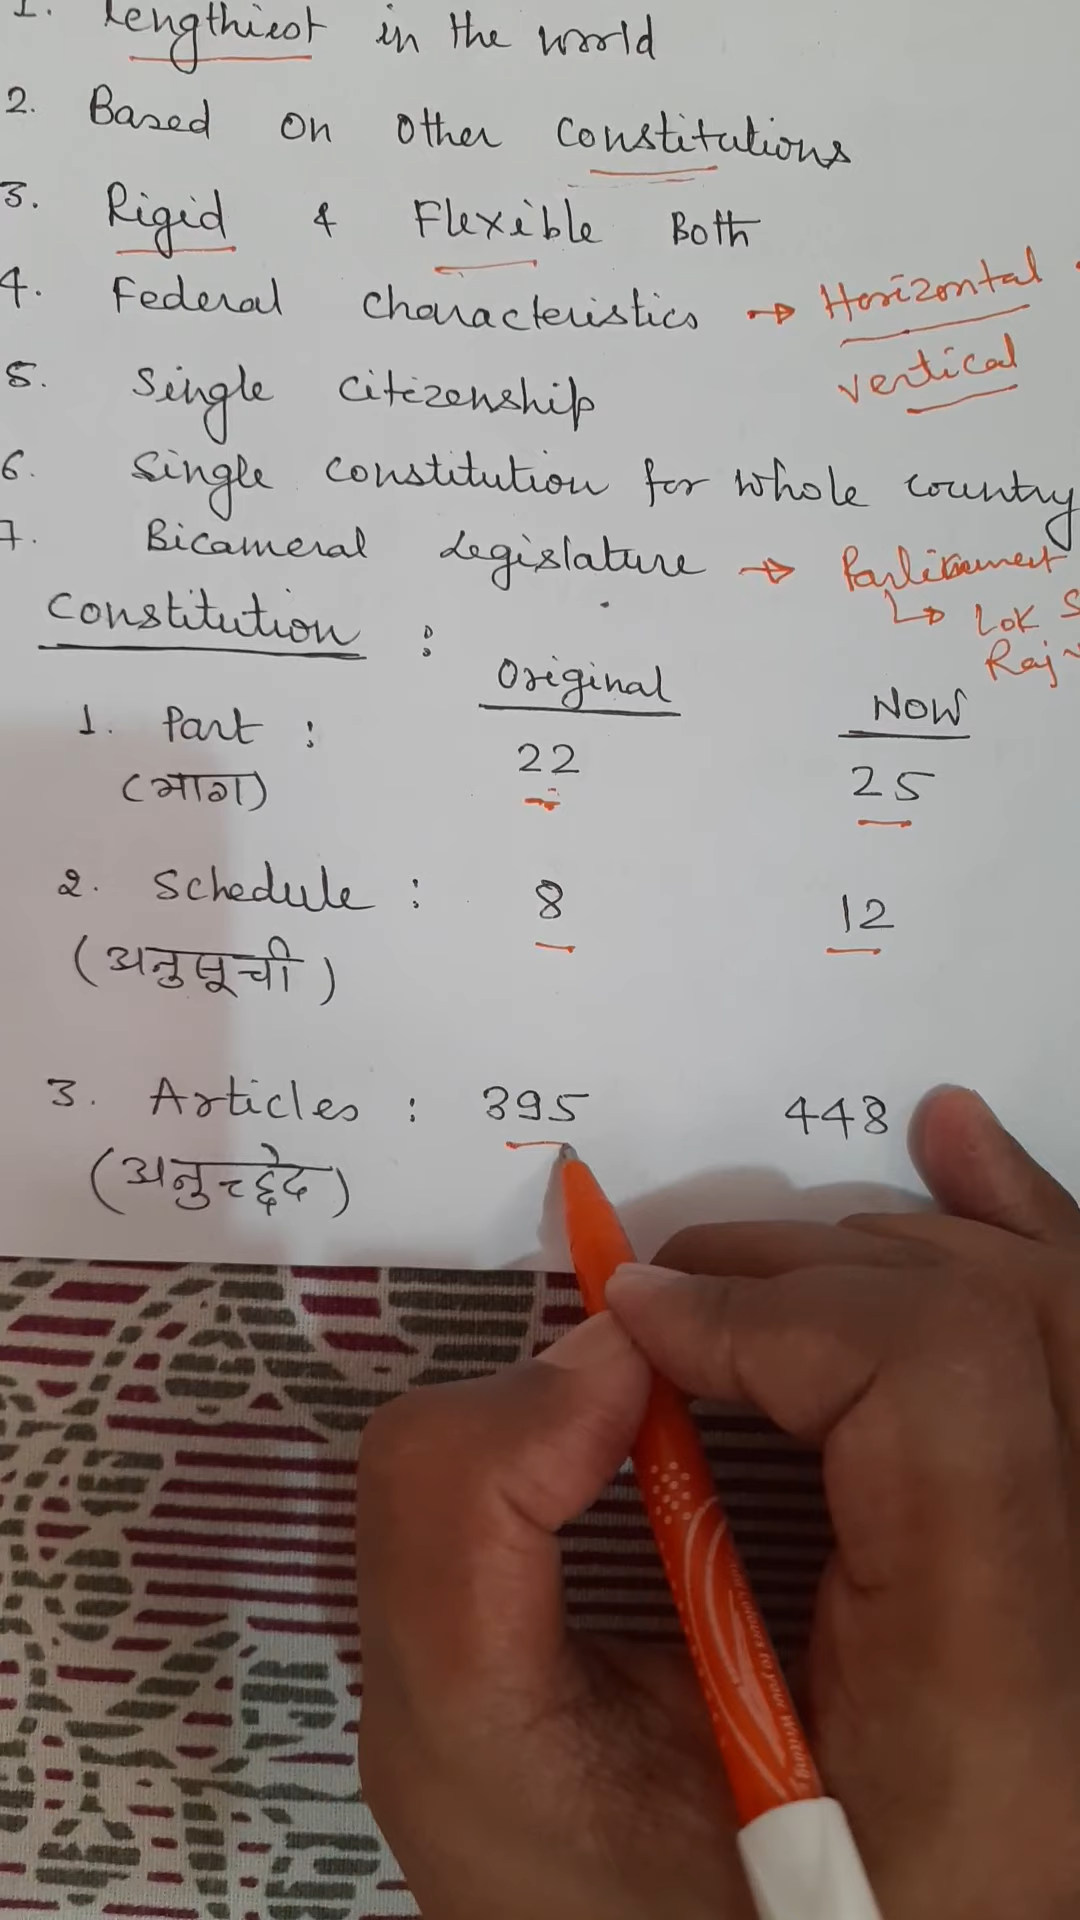 1. Lengthiest in the world
2. Based on other Constitutions
3. Rigid & Flexible Both
4. Federal characteristics → Horizontal
vertical
5. Single citizenship
6. Single constitution for whole country
7. Bicameral Legislature → Parliament
↳ Lok S
Raj
Constitution :
Original Now
1. Part : 22 25
(भाग)
2. Schedule : 8 12
(अनुसूची)
3. Articles : 395 448
(अनुच्छेद)